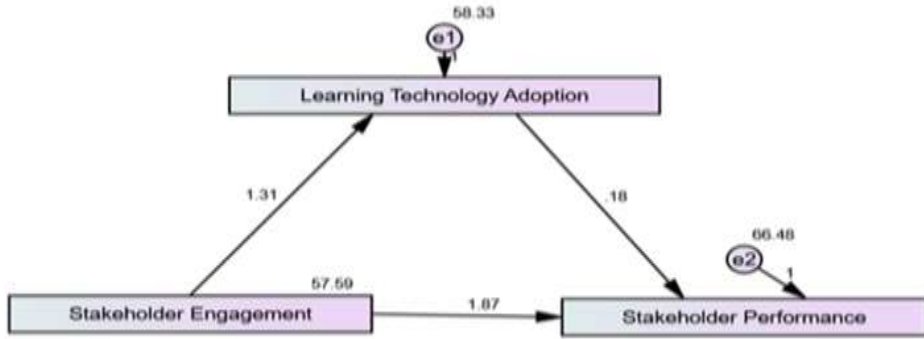 58.33
e1
1
Learning Technology Adoption
1.31
.18
66.48
e2
1
57.59
Stakeholder Engagement
1.87
Stakeholder Performance